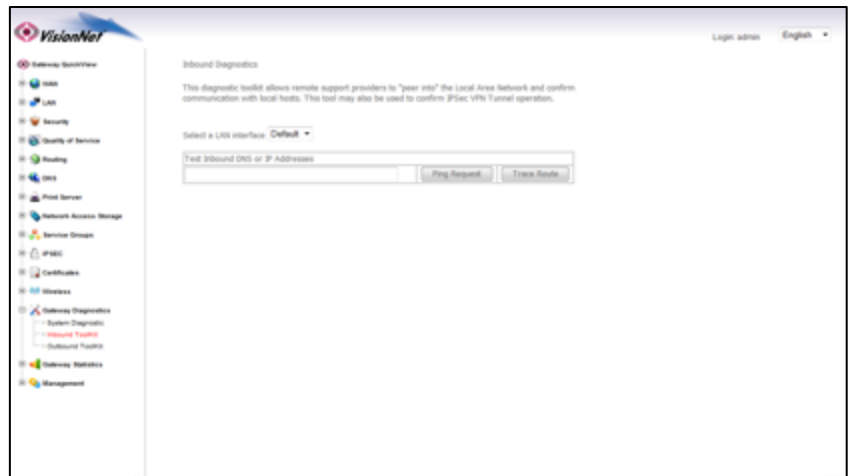 VisionNet
Login: admin
English
Gateway QuickView
WAN
LAN
Security
Quality of Service
Routing
DNS
Print Server
Network Access Storage
Service Groups
IPSEC
Certificates
Wireless
Gateway Diagnostics
System Diagnostic
Inbound ToolKit
Outbound ToolKit
Gateway Statistics
Management
Inbound Diagnostics
This diagnostic toolkit allows remote support providers to "peer into" the Local Area Network and confirm
communication with local hosts. This tool may also be used to confirm IPSec VPN Tunnel operation.
Select a LAN interface Default
Test Inbound DNS or IP Addresses
Ping Request Trace Route